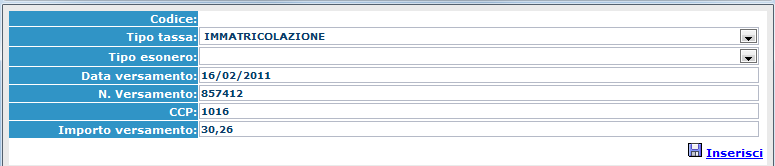 Codice:
Tipo tassa: IMMATRICOLAZIONE
Tipo esonero:
Data versamento: 16/02/2011
N. Versamento: 857412
CCP: 1016
Importo versamento: 30,26
Inserisci